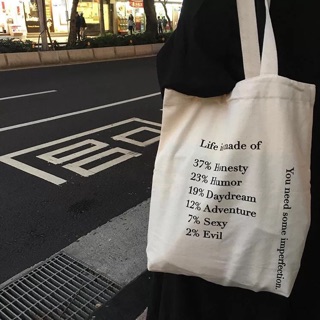 Life is made of
37% Honesty
23% Humor
19% Daydream
12% Adventure
7% Sexy
2% Evil
You need some imperfection.